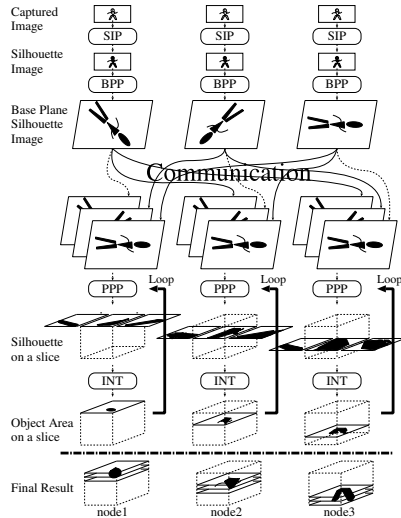 Captured
Image
SIP SIP SIP
Silhouette
Image
BPP BPP BPP
Base Plane
Silhouette
Image
Communication
Loop Loop Loop
PPP PPP PPP
Silhouette
on a slice
INT INT INT
Object Area
on a slice
Final Result
node1 node2 node3